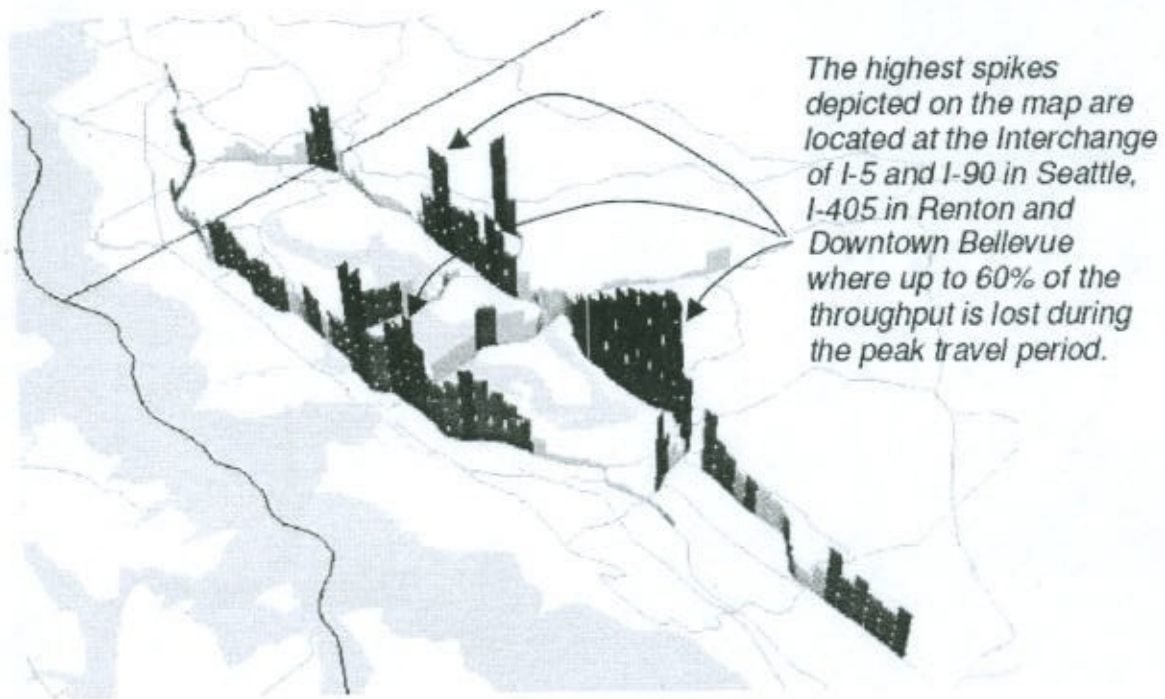 The highest spikes
depicted on the map are
located at the Interchange
of I-5 and I-90 in Seattle,
I-405 in Renton and
Downtown Bellevue
where up to 60% of the
throughput is lost during
the peak travel period.